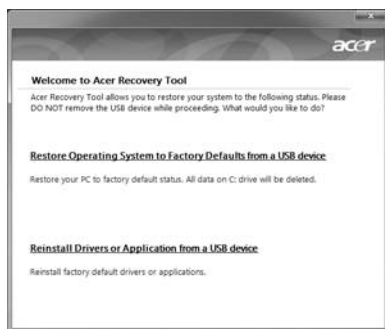 acer
Welcome to Acer Recovery Tool
Acer Recovery Tool allows you to restore your system to the following status. Please
DO NOT remove the USB device while proceeding. What would you like to do?
Restore Operating System to Factory Defaults from a USB device
Restore your PC to factory default status. All data on C: drive will be deleted.
Reinstall Drivers or Application from a USB device
Reinstall factory default drivers or applications.